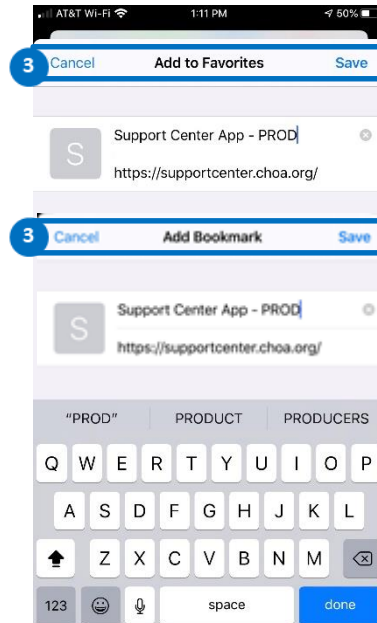 AT&T Wi-Fi 1:11 PM 50%
3 Cancel Add to Favorites Save
S
Support Center App - PROD
https://supportcenter.choa.org/
3 Cancel Add Bookmark Save
S
Support Center App - PROD
https://supportcenter.choa.org/
"PROD" PRODUCT PRODUCERS
Q W E R T Y U I O P
A S D F G H J K L
Z X C V B N M
123 space done